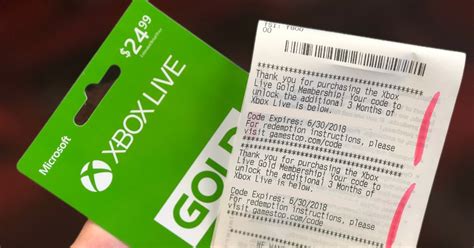 $24.99
Microsoft
XBOX LIVE
GOLD
00
Thank you for purchasing the Xbox
Live Gold Membership! Your code to
unlock the additional 3 Months of
Xbox Live is below.
Code Expires: 6/30/2018
For redemption instructions, please
visit gamestop.com/code
Thank you for purchasing the Xbox
Live Gold Membership! Your code to
unlock the additional 3 Months of
Xbox Live is below.
Code Expires: 6/30/2018
For redemption instructions, please
visit gamestop.com/code